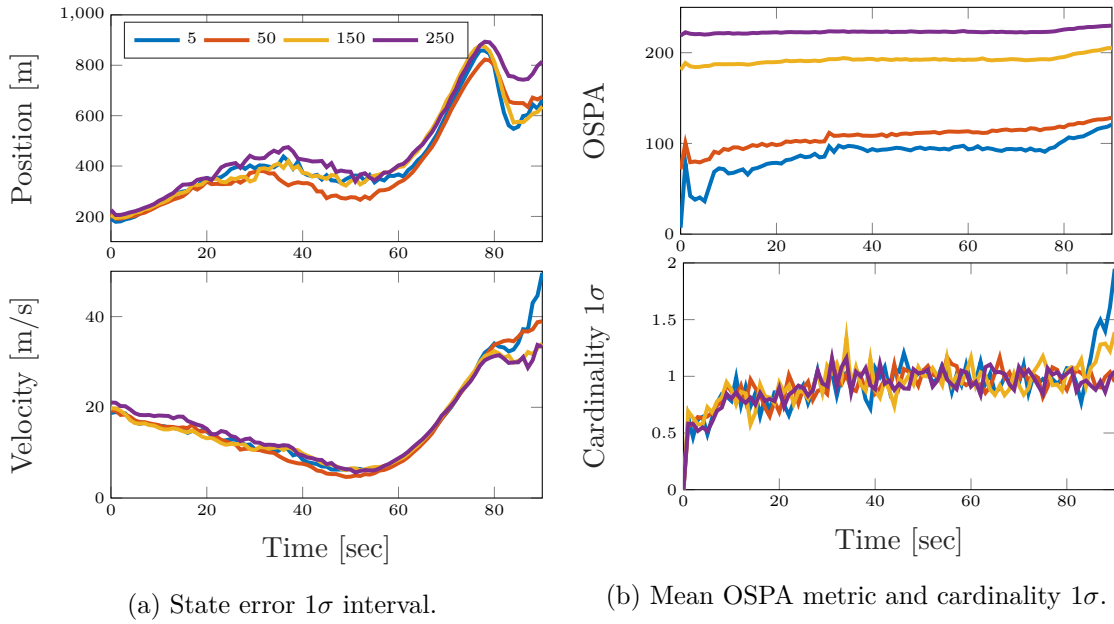 1,000
800
600
400
200
0 20 40 60 80
Position [m]
5 50 150 250
40
20
0
0 20 40 60 80
Velocity [m/s]
Time [sec]
(a) State error 1σ interval.
200
100
0
0 20 40 60 80
OSPA
2
1.5
1
0.5
0
0 20 40 60 80
Cardinality 1σ
Time [sec]
(b) Mean OSPA metric and cardinality 1σ.